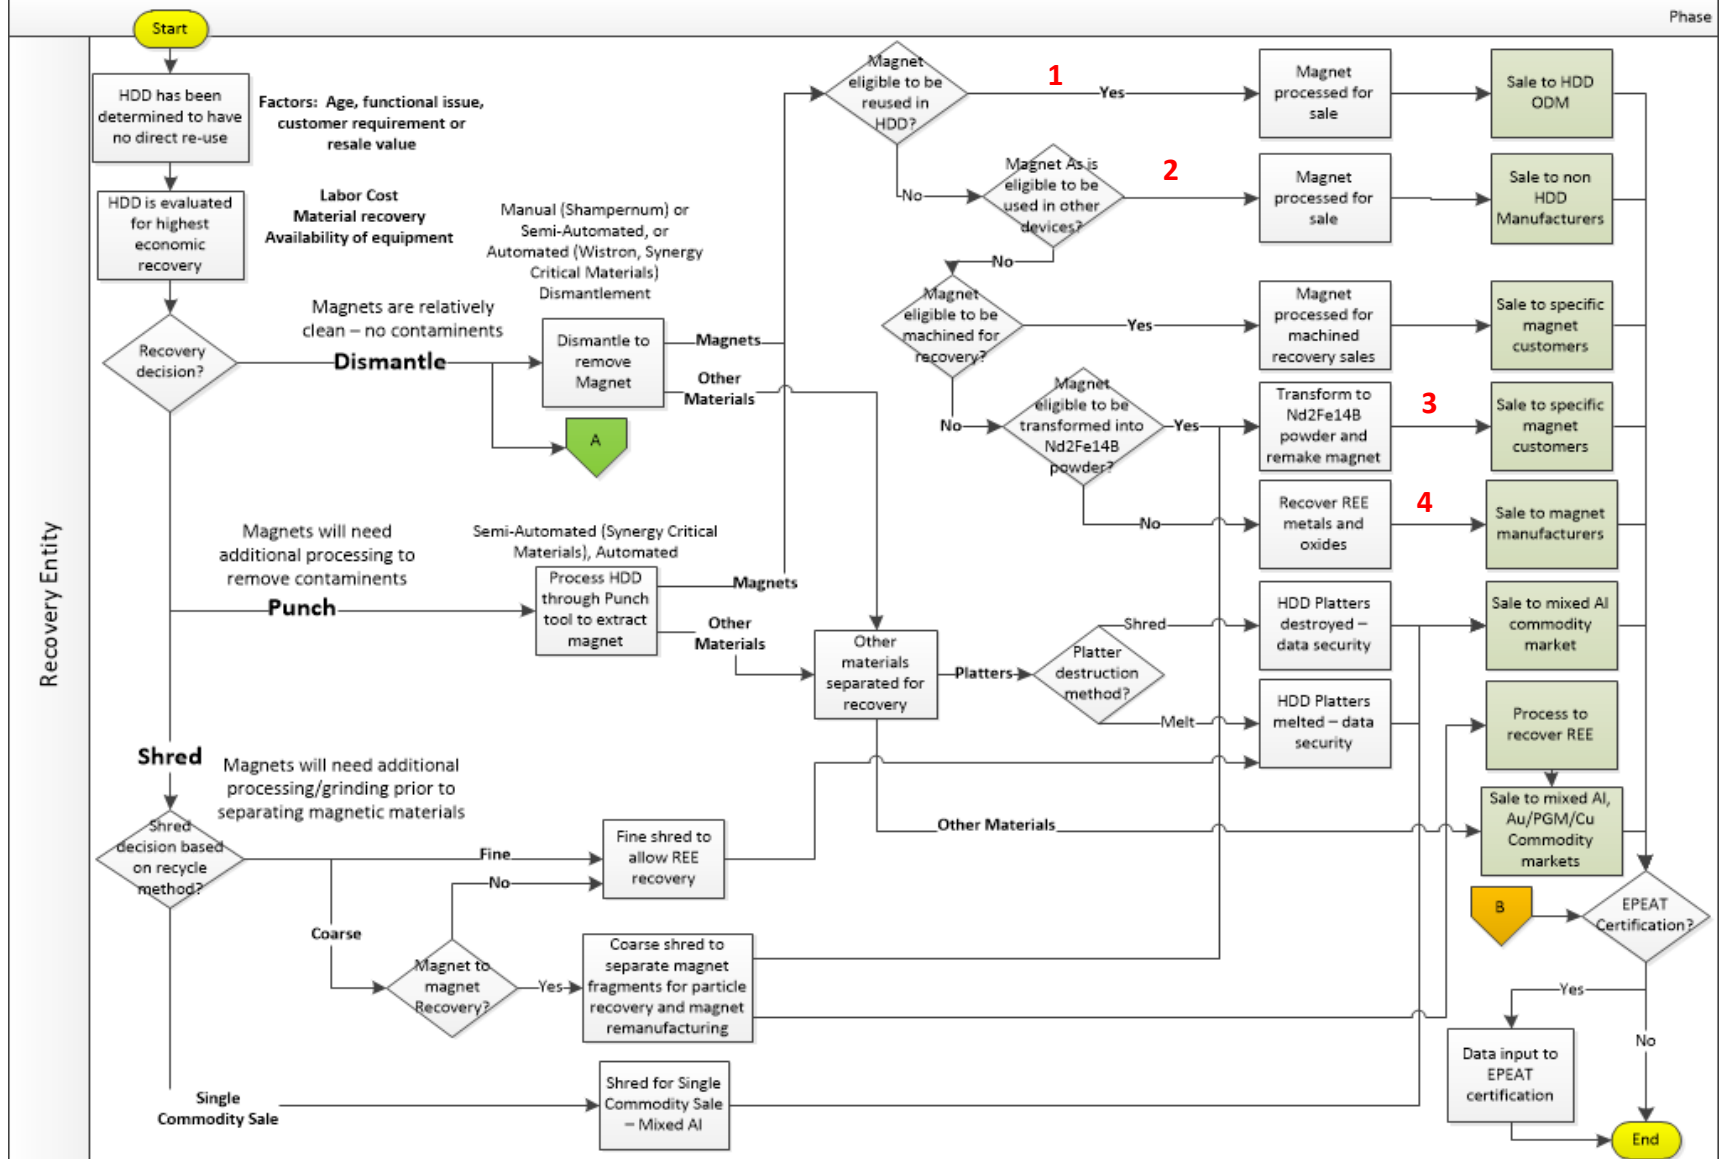 Phase
Start
Recovery Entity
HDD has been
determined to have
no direct re-use
Factors:  Age, functional issue,
customer requirement or
resale value
HDD is evaluated
for highest
economic
recovery
Labor Cost
Material recovery
Availability of equipment
Recovery
decision?
Magnets are relatively
clean – no contaminents
Dismantle
Manual (Shampernum) or
Semi-Automated, or
Automated (Wistron, Synergy
Critical Materials)
Dismantlement
Dismantle to
remove
Magnet
Magnets
Other
Materials
A
Magnets will need
additional processing to
remove contaminents
Punch
Semi-Automated (Synergy Critical
Materials), Automated
Process HDD
through Punch
tool to extract
magnet
Magnets
Other
Materials
Other
materials
separated for
recovery
Platters
Platter
destruction
method?
Shred
Melt
HDD Platters
destroyed –
data security
HDD Platters
melted – data
security
Magnet
eligible to be
reused in
HDD?
1
Yes
Magnet
processed for
sale
Sale to HDD
ODM
No
Magnet As is
eligible to be
used in other
devices?
2
Magnet
processed for
sale
Sale to non
HDD
Manufacturers
No
Magnet
eligible to be
machined for
recovery?
Yes
Magnet
processed for
machined
recovery sales
Sale to specific
magnet
customers
No
Magnet
eligible to be
transformed into
Nd2Fe14B
powder?
Yes
Transform to
Nd2Fe14B
powder and
remake magnet
3
Sale to specific
magnet
customers
No
Recover REE
metals and
oxides
4
Sale to magnet
manufacturers
Sale to mixed Al
commodity
market
Process to
recover REE
Sale to mixed Al,
Au/PGM/Cu
Commodity
markets
Other Materials
Shred
Magnets will need additional
processing/grinding prior to
separating magnetic materials
Shred
decision based
on recycle
method?
Fine
No
Fine shred to
allow REE
recovery
Coarse
Magnet to
magnet
Recovery?
Yes
Coarse shred to
separate magnet
fragments for particle
recovery and magnet
remanufacturing
Single
Commodity Sale
Shred for Single
Commodity Sale
– Mixed Al
B
EPEAT
Certification?
Yes
No
Data input to
EPEAT
certification
End